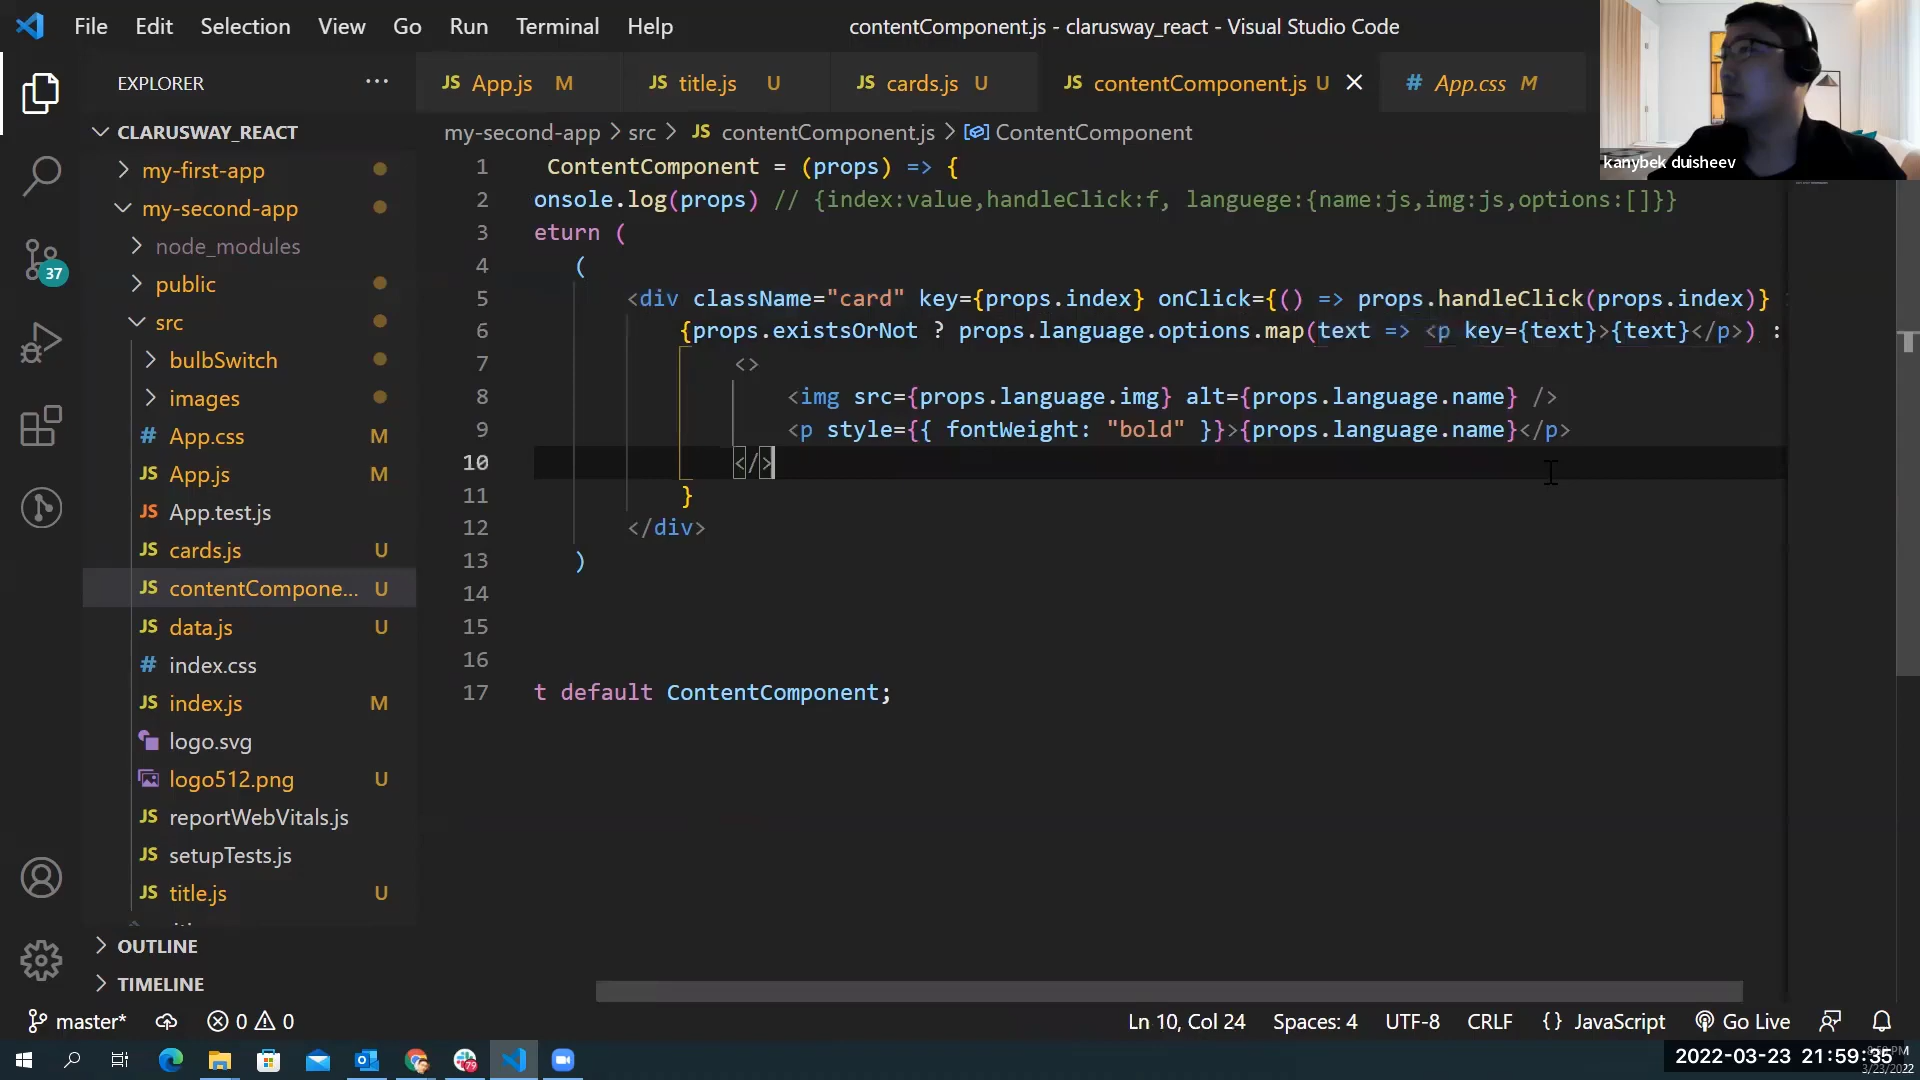 File Edit Selection View Go Run Terminal Help
contentComponent.js - clarusway_react - Visual Studio Code
EXPLORER ...
JS App.js M
JS title.js U
JS cards.js U
JS contentComponent.js U
# App.css M
kanybek duisheev
CLARUSWAY_REACT
my-first-app
my-second-app
node_modules
public
src
bulbSwitch
images
# App.css M
JS App.js M
JS App.test.js
JS cards.js U
JS contentCompone... U
JS data.js U
# index.css
JS index.js M
logo.svg
logo512.png U
JS reportWebVitals.js
JS setupTests.js
JS title.js U
OUTLINE
TIMELINE
37
my-second-app > src > JS contentComponent.js > ContentComponent
1 ContentComponent = (props) => {
2 onsole.log(props) // {index:value,handleClick:f, languege:{name:js,img:js,options:[]}}
3 eturn (
4 (
5 <div className="card" key={props.index} onClick={() => props.handleClick(props.index)}
6 {props.existsOrNot ? props.language.options.map(text => <p key={text}>{text}</p>) :
7 <>
8 <img src={props.language.img} alt={props.language.name} />
9 <p style={{ fontWeight: "bold" }}>{props.language.name}</p>
10 </>
11 }
12 </div>
13 )
14
15
16
17 t default ContentComponent;
master* 0 0
Ln 10, Col 24 Spaces: 4 UTF-8 CRLF {} JavaScript Go Live
79
2022-03-23 21:59:35
3/23/2022